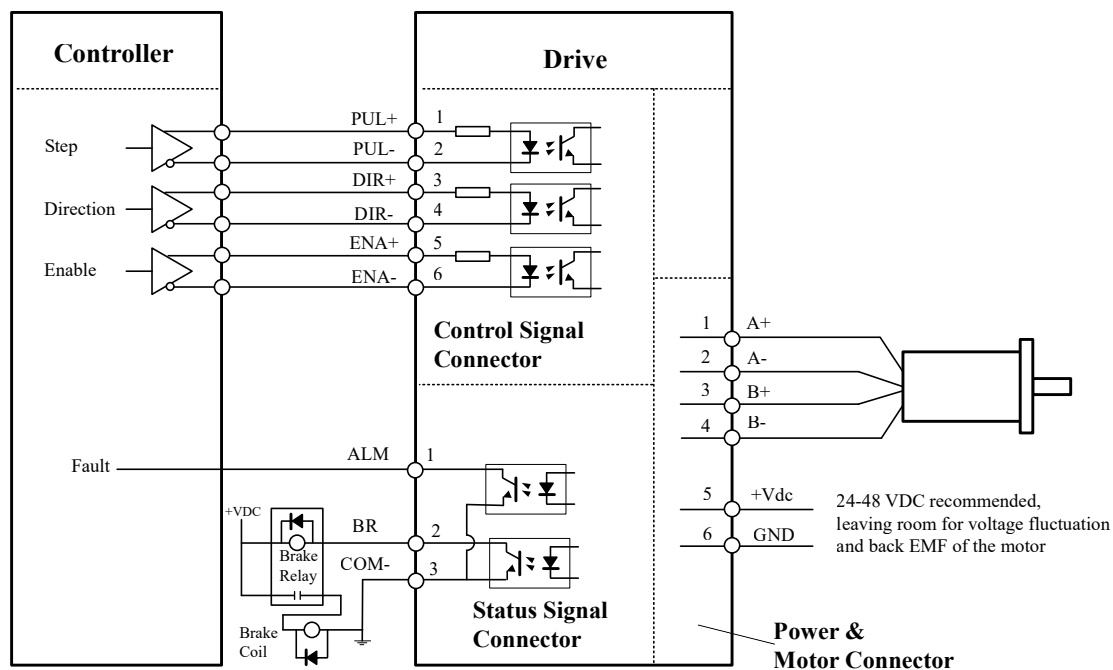 Controller
Drive
Step
PUL+ 1
PUL- 2
Direction
DIR+ 3
DIR- 4
Enable
ENA+ 5
ENA- 6
Control Signal
Connector
1 A+
2 A-
3 B+
4 B-
Fault
ALM 1
+VDC
BR 2
Brake
Relay
COM- 3
Brake
Coil
Status Signal
Connector
5 +Vdc
6 GND
24-48 VDC recommended,
leaving room for voltage fluctuation
and back EMF of the motor
Power &
Motor Connector